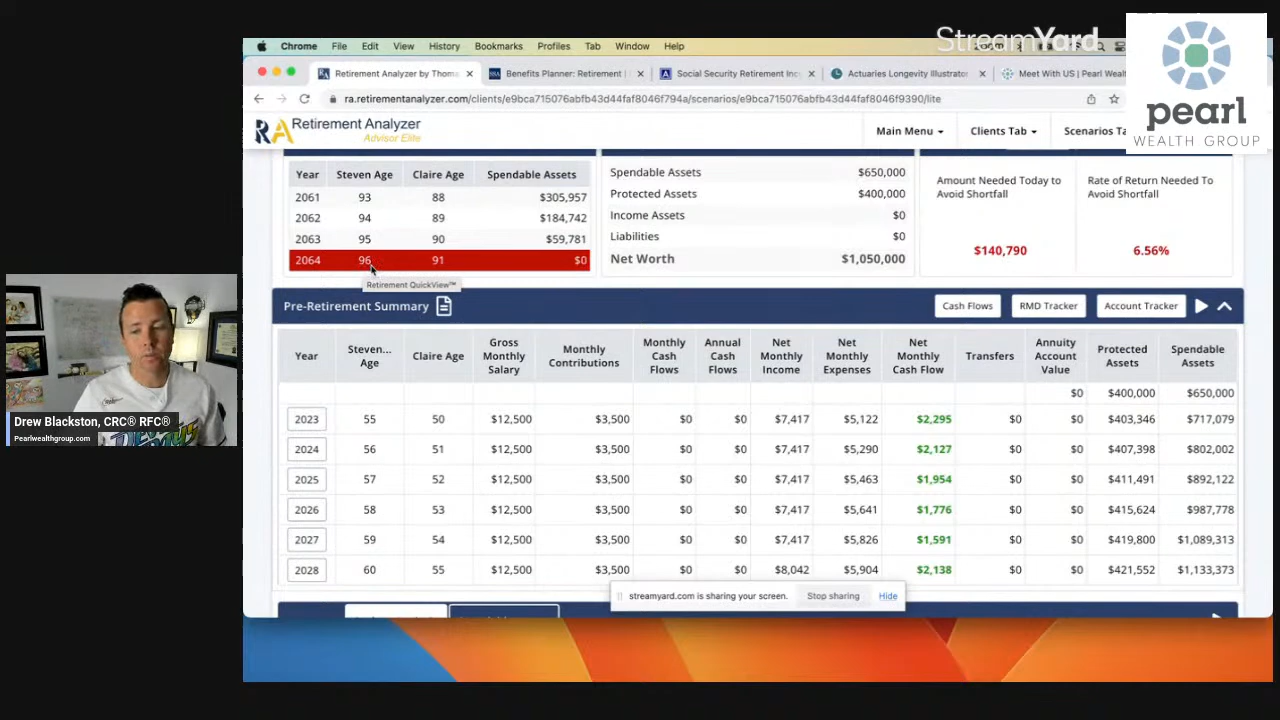 StreamYard
pearl
WEALTH GROUP
Chrome File Edit View History Bookmarks Profiles Tab Window Help
Retirement Analyzer by Thoma
Benefits Planner: Retirement |
Social Security Retirement Inc
Actuaries Longevity Illustrator
Meet With US | Pearl Wealt
ra.retirementanalyzer.com/clients/e9bca715076abfb43d44faf8046f794a/scenarios/e9bca715076abfb43d44faf8046f9390/lite
RA Retirement Analyzer
Advisor Elite
Main Menu Clients Tab Scenarios Ta
Year Steven Age Claire Age Spendable Assets
2061 93 88 $305,957
2062 94 89 $184,742
2063 95 90 $59,781
2064 96 91 $0
Retirement QuickView™
Spendable Assets $650,000
Protected Assets $400,000
Income Assets $0
Liabilities $0
Net Worth $1,050,000
Amount Needed Today to
Avoid Shortfall
$140,790
Rate of Return Needed To
Avoid Shortfall
6.56%
Pre-Retirement Summary Cash Flows RMD Tracker Account Tracker
Year Steven... Age Claire Age Gross Monthly Salary Monthly Contributions Monthly Cash Flows Annual Cash Flows Net Monthly Income Net Monthly Expenses Net Monthly Cash Flow Transfers Annuity Account Value Protected Assets Spendable Assets
$0 $400,000 $650,000
2023 55 50 $12,500 $3,500 $0 $0 $7,417 $5,122 $2,295 $0 $0 $403,346 $717,079
2024 56 51 $12,500 $3,500 $0 $0 $7,417 $5,290 $2,127 $0 $0 $407,398 $802,002
2025 57 52 $12,500 $3,500 $0 $0 $7,417 $5,463 $1,954 $0 $0 $411,491 $892,122
2026 58 53 $12,500 $3,500 $0 $0 $7,417 $5,641 $1,776 $0 $0 $415,624 $987,778
2027 59 54 $12,500 $3,500 $0 $0 $7,417 $5,826 $1,591 $0 $0 $419,800 $1,089,313
2028 60 55 $12,500 $3,500 $0 $0 $8,042 $5,904 $2,138 $0 $0 $421,552 $1,133,373
streamyard.com is sharing your screen. Stop sharing Hide
Drew Blackston, CRC® RFC®
Pearlwealthgroup.com